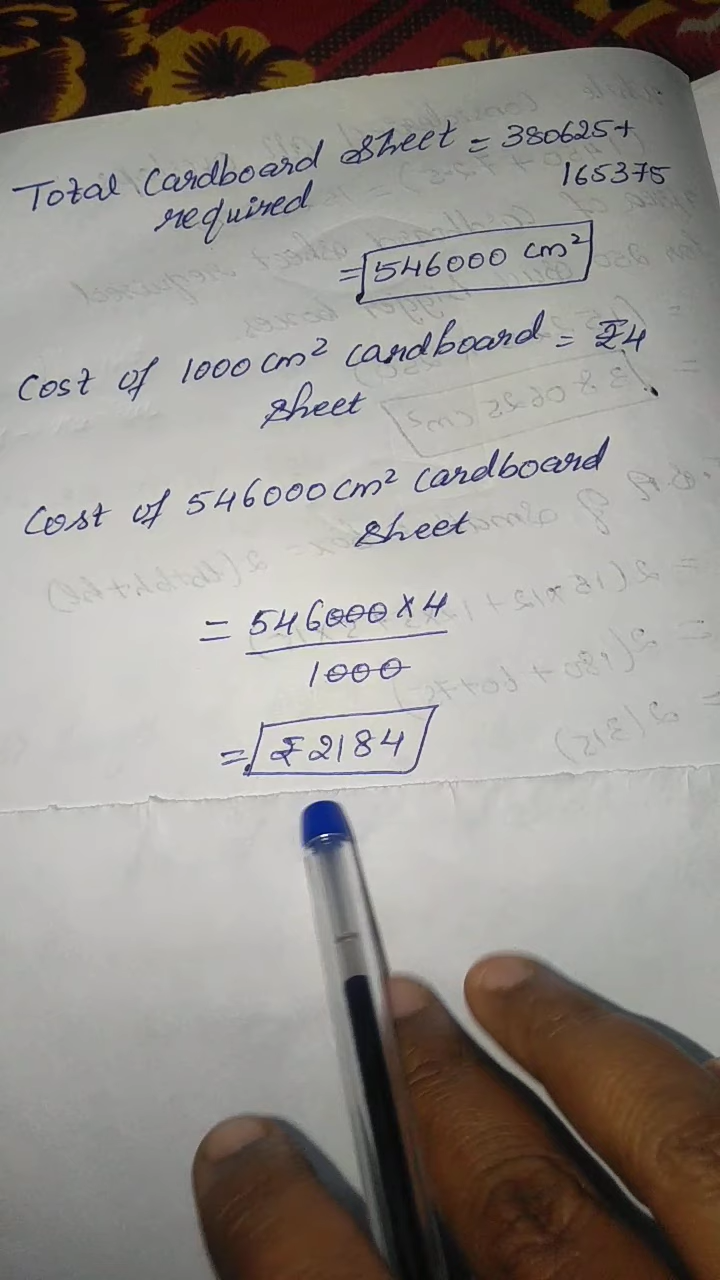 Total Cardboard Sheet = 380625+
required 165375
= 546000 cm²
Cost of 1000 cm² cardboard = ₹4
Sheet
Cost of 546000 cm² cardboard
Sheet
= 546000 × 4
1000
= ₹2184